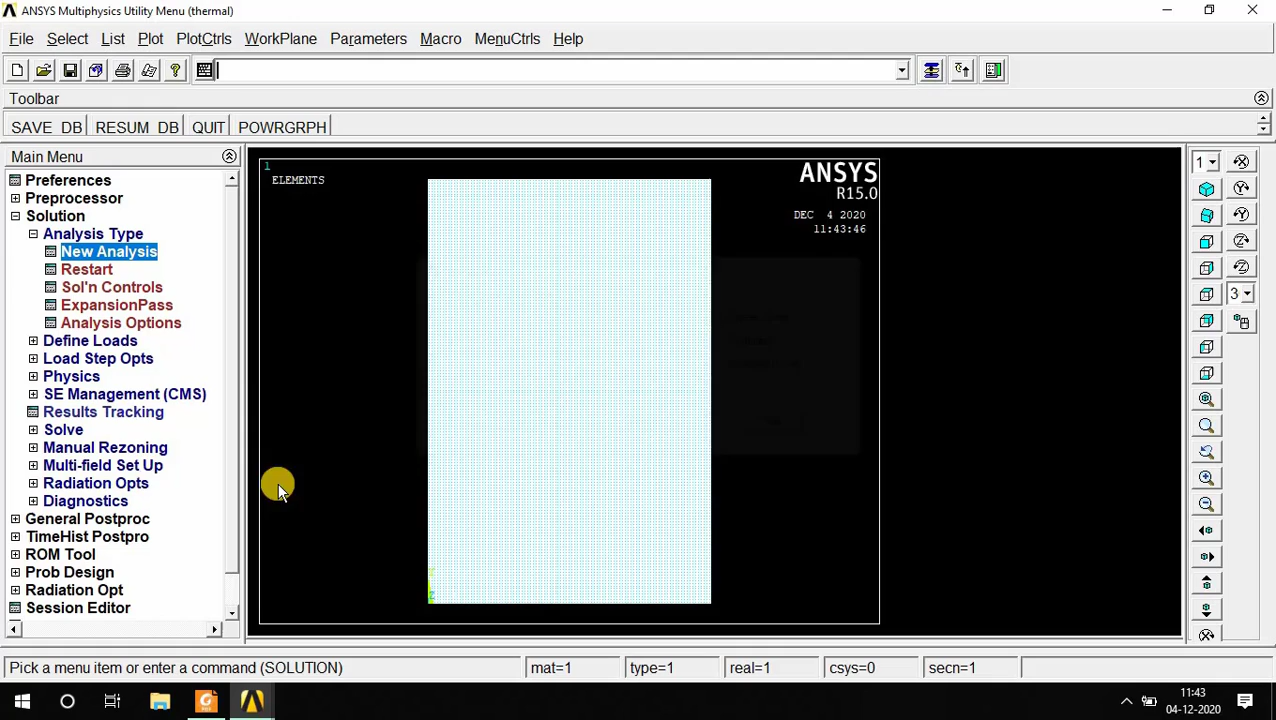 ANSYS Multiphysics Utility Menu (thermal)
File Select List Plot PlotCtrls WorkPlane Parameters Macro MenuCtrls Help
Toolbar
SAVE_DB RESUM_DB QUIT POWRGRPH
Main Menu
Preferences
Preprocessor
Solution
Analysis Type
New Analysis
Restart
Sol'n Controls
ExpansionPass
Analysis Options
Define Loads
Load Step Opts
Physics
SE Management (CMS)
Results Tracking
Solve
Manual Rezoning
Multi-field Set Up
Radiation Opts
Diagnostics
General Postproc
TimeHist Postpro
ROM Tool
Prob Design
Radiation Opt
Session Editor
1
ELEMENTS
ANSYS
R15.0
DEC 4 2020
11:43:46
1
3
Pick a menu item or enter a command (SOLUTION) mat=1 type=1 real=1 csys=0 secn=1
11:43
04-12-2020